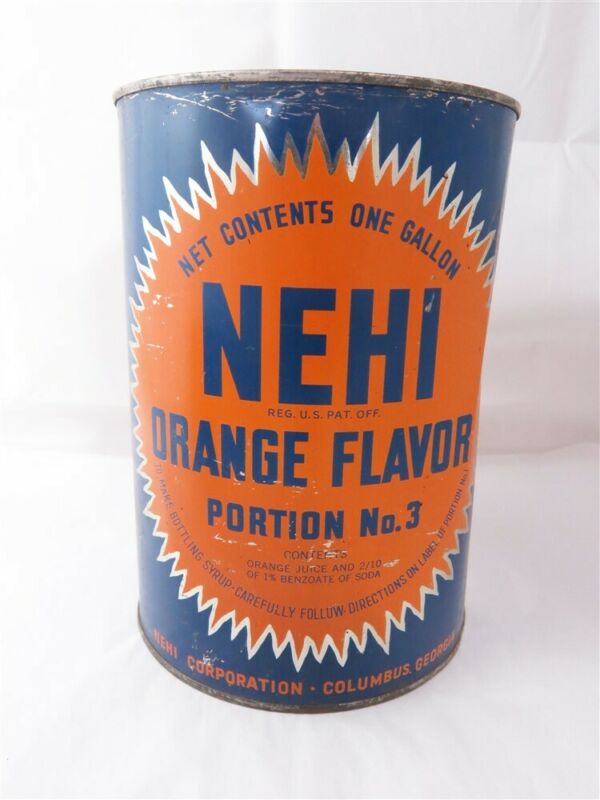 NET CONTENTS ONE GALLON
NEHI
REG. U.S. PAT. OFF.
ORANGE FLAVOR
PORTION No. 3
CONTENTS
ORANGE JUICE AND 2/10
OF 1% BENZOATE OF SODA
TO MAKE BOTTLING SYRUP-CAREFULLY FOLLOW-DIRECTIONS ON LABEL OF PORTION No. 1
NEHI CORPORATION · COLUMBUS, GEORGIA